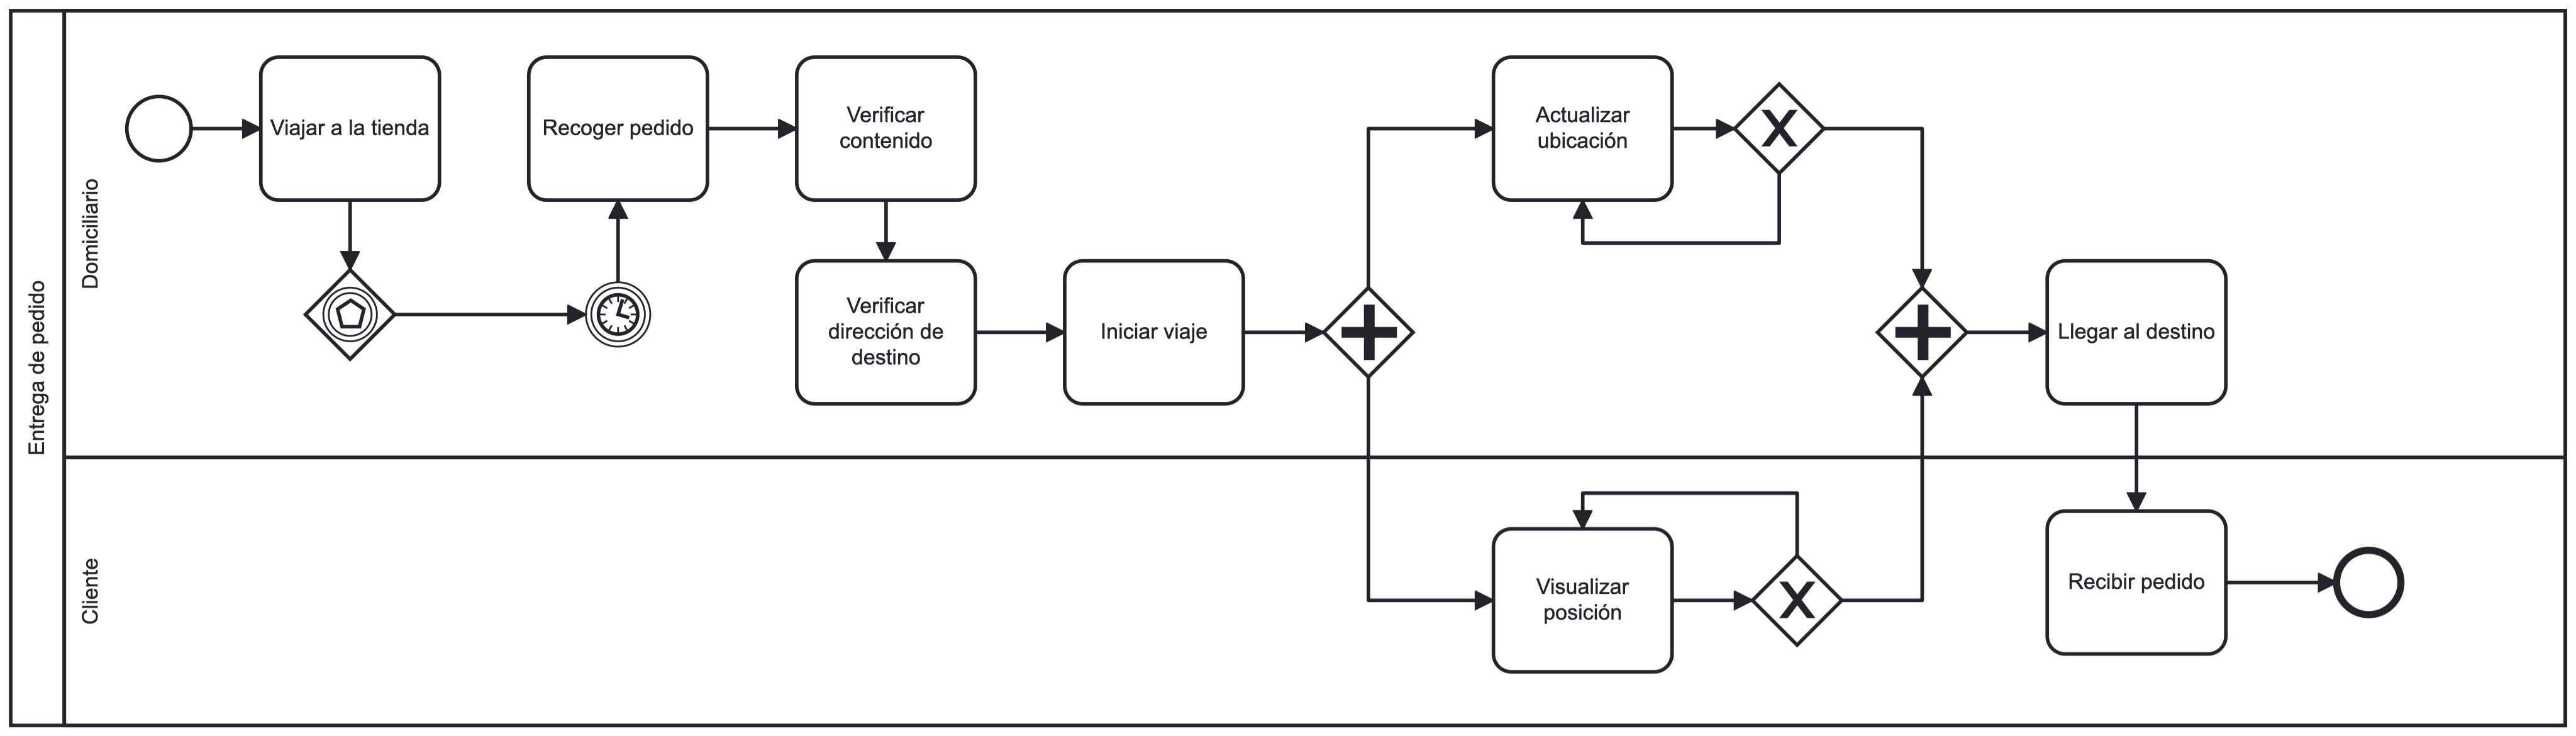 Entrega de pedido
Domiciliario
Viajar a la tienda
Recoger pedido
Verificar
contenido
Verificar
dirección de
destino
Iniciar viaje
Actualizar
ubicación
X
Llegar al destino
Cliente
Visualizar
posición
X
Recibir pedido